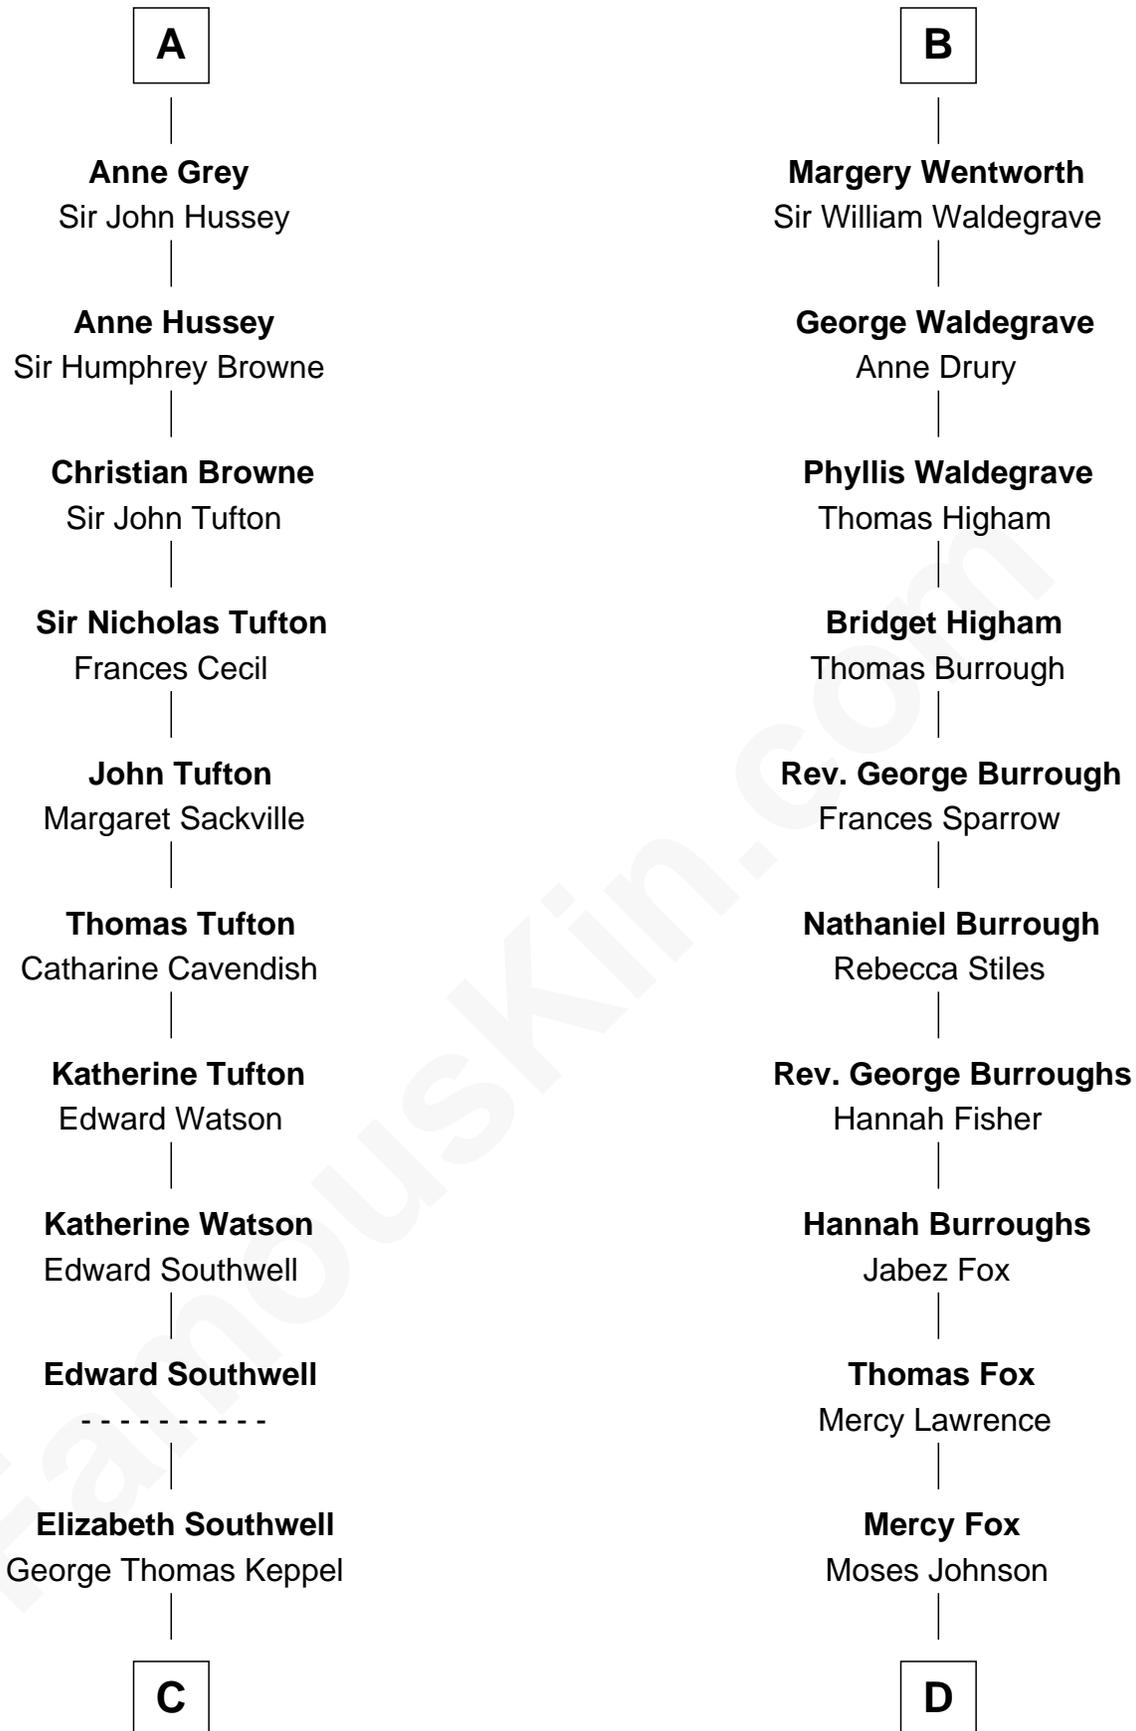 A
Anne Grey
Sir John Hussey
Anne Hussey
Sir Humphrey Browne
Christian Browne
Sir John Tufton
Sir Nicholas Tufton
Frances Cecil
John Tufton
Margaret Sackville
Thomas Tufton
Catharine Cavendish
Katherine Tufton
Edward Watson
Katherine Watson
Edward Southwell
Edward Southwell
- - - - - - - - - -
Elizabeth Southwell
George Thomas Keppel
C
B
Margery Wentworth
Sir William Waldegrave
George Waldegrave
Anne Drury
Phyllis Waldegrave
Thomas Higham
Bridget Higham
Thomas Burrough
Rev. George Burrough
Frances Sparrow
Nathaniel Burrough
Rebecca Stiles
Rev. George Burroughs
Hannah Fisher
Hannah Burroughs
Jabez Fox
Thomas Fox
Mercy Lawrence
Mercy Fox
Moses Johnson
D
FamousKin.com